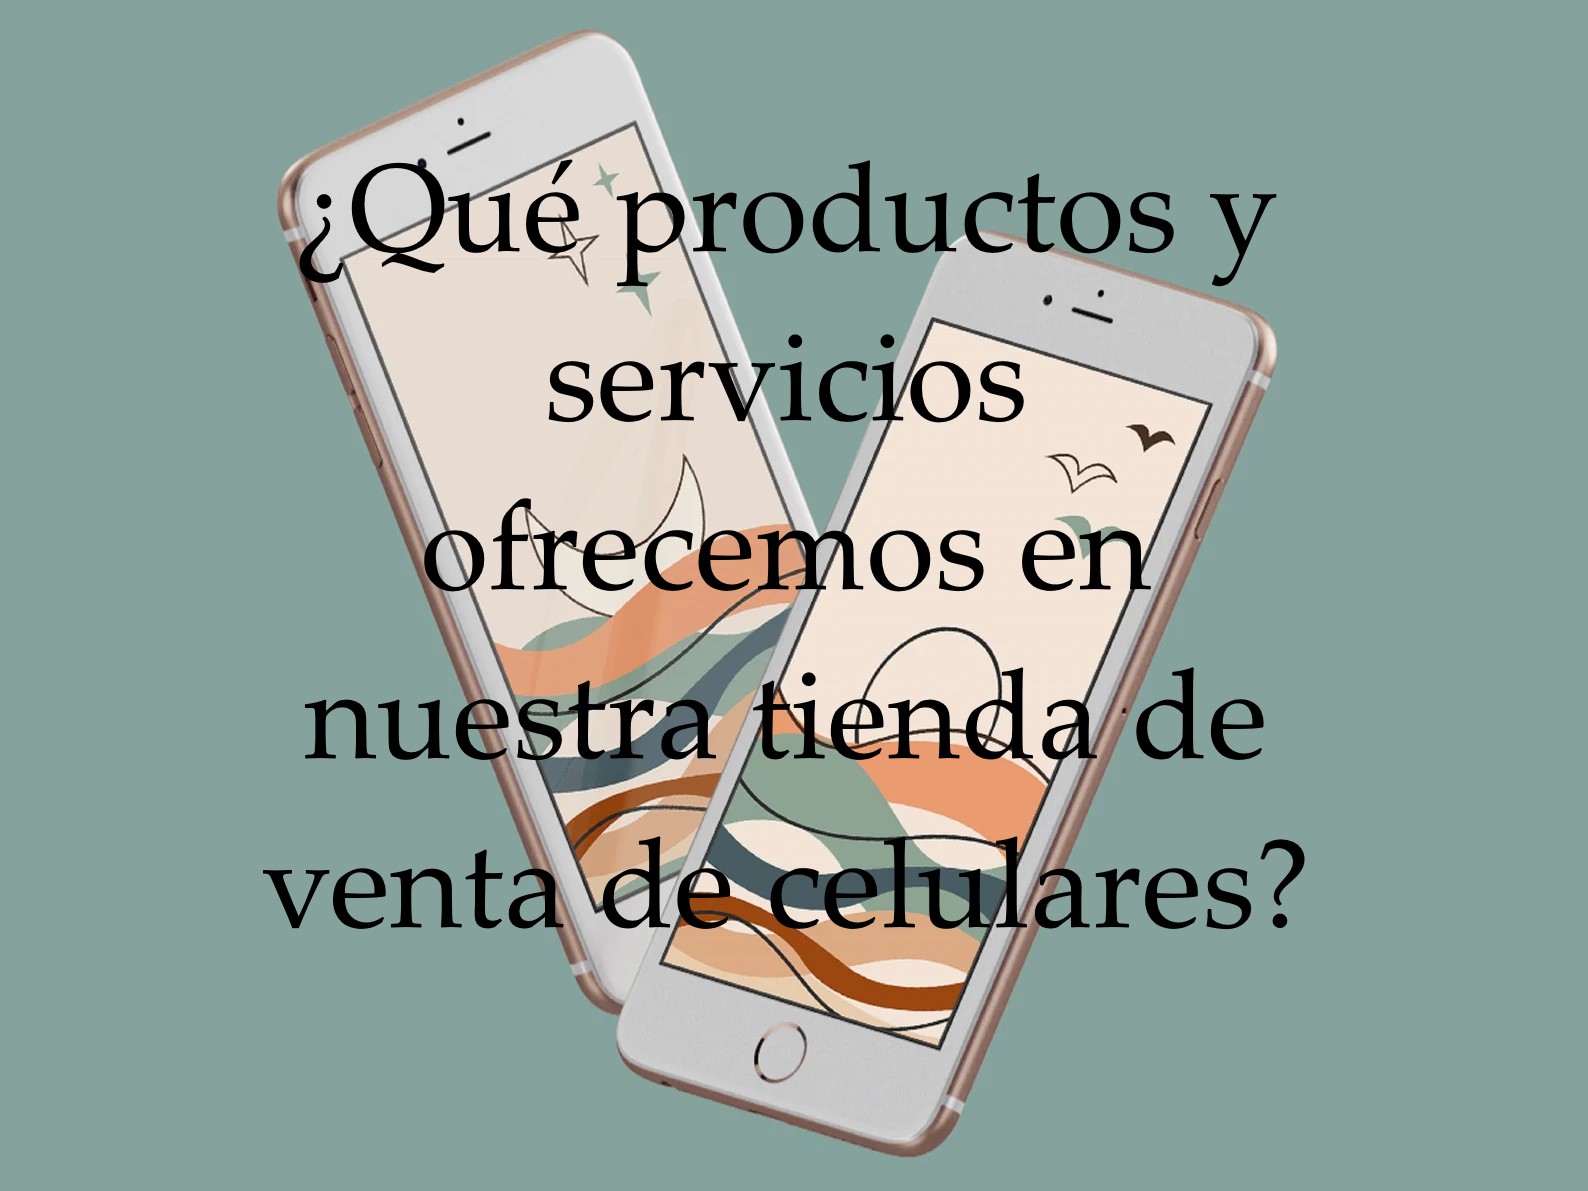 ¿Qué productos y
servicios
ofrecemos en
nuestra tienda de
venta de celulares?